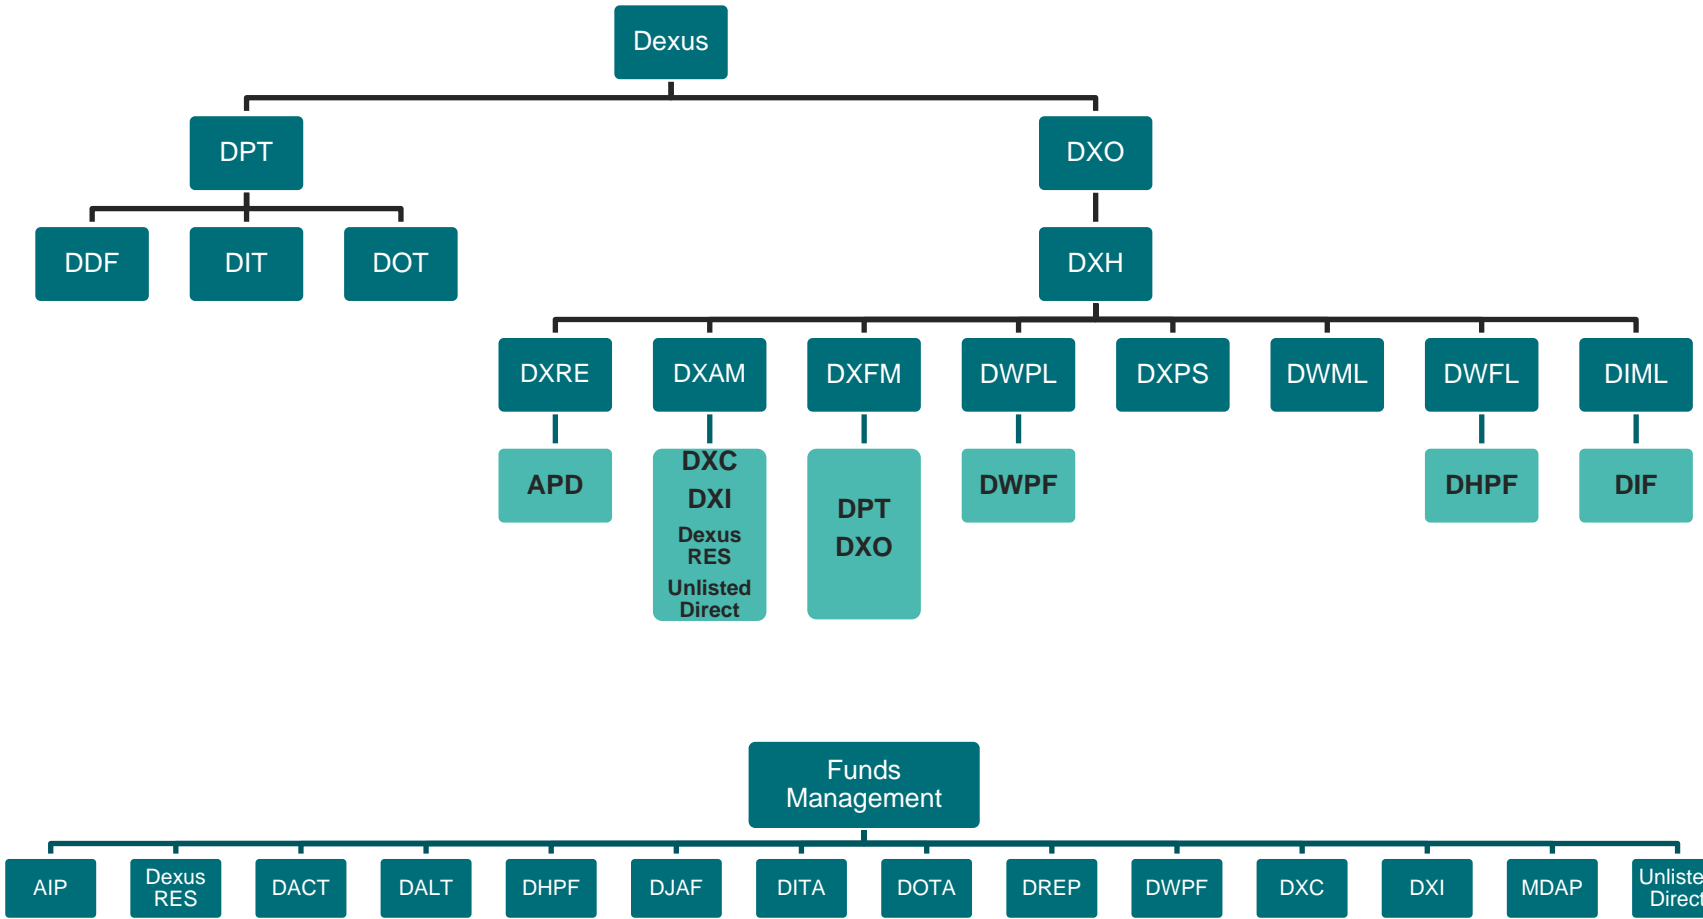 Dexus
DPT
DXO
DDF
DIT
DOT
DXH
DXRE
DXAM
DXFM
DWPL
DXPS
DWML
DWFL
DIML
APD
DXC
DXI
Dexus
RES
Unlisted
Direct
DPT
DXO
DWPF
DHPF
DIF
Funds
Management
AIP
Dexus
RES
DACT
DALT
DHPF
DJAF
DITA
DOTA
DREP
DWPF
DXC
DXI
MDAP
Unliste
Direct